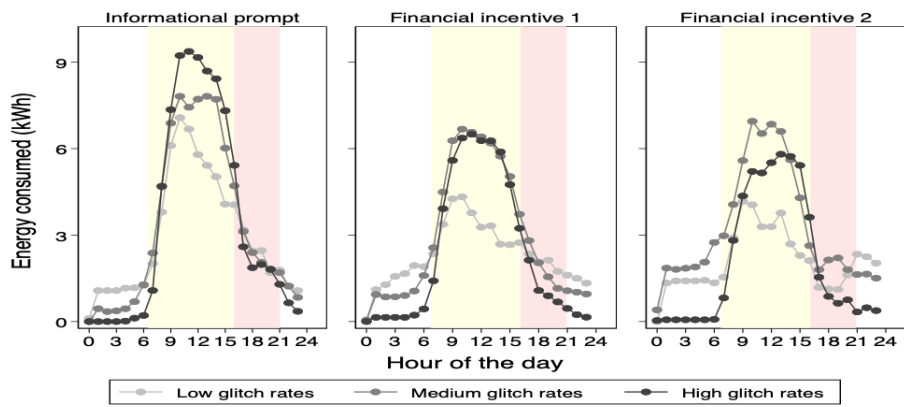 Informational prompt
Financial incentive 1
Financial incentive 2
Energy consumed (kWh)
9
6
3
0
0 3 6 9 12 15 18 21 24
0 3 6 9 12 15 18 21 24
0 3 6 9 12 15 18 21 24
Hour of the day
Low glitch rates
Medium glitch rates
High glitch rates